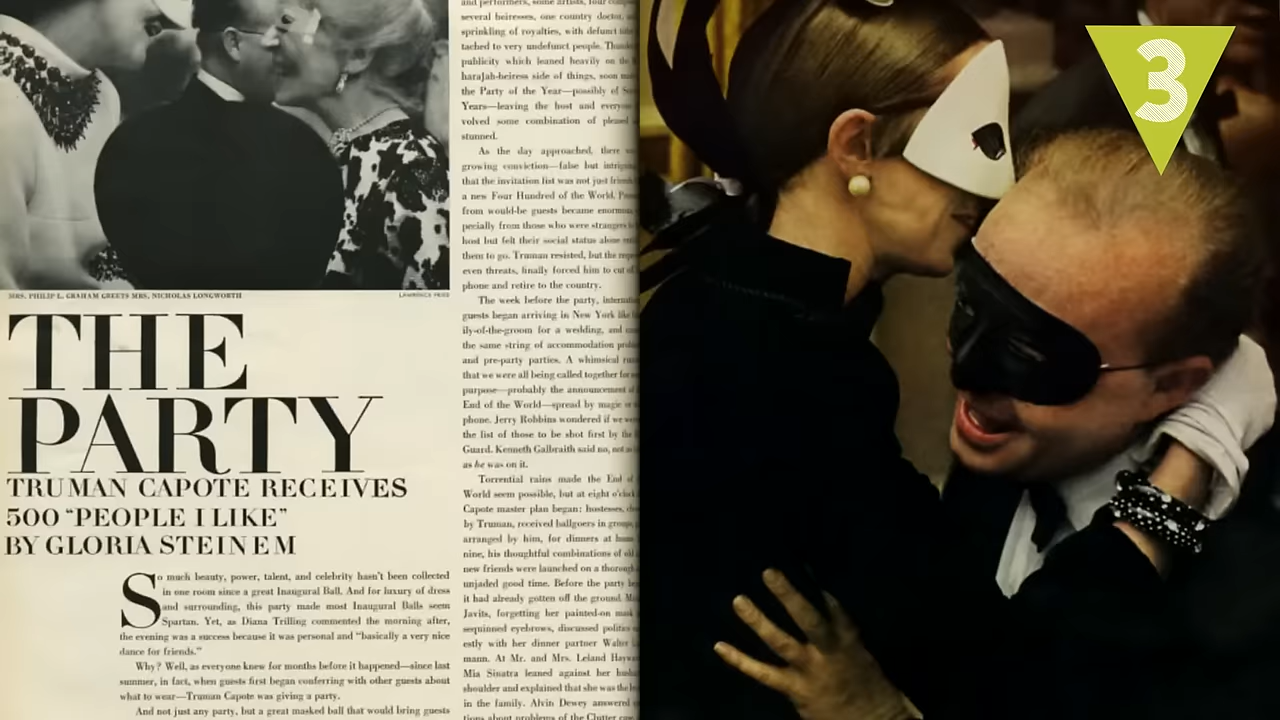 MRS. PHILIP L. GRAHAM GREETS MRS. NICHOLAS LONGWORTH
THE
PARTY
TRUMAN CAPOTE RECEIVES
500 “PEOPLE I LIKE”
BY GLORIA STEINEM
So much beauty, power, talent, and celebrity hasn't been collected
in one room since a great Inaugural Ball. And for luxury of dress
and surrounding, this party made most Inaugural Balls seem
Spartan. Yet, as Diana Trilling commented the morning after,
the evening was a success because it was personal and “basically a very nice
dance for friends.”
Why? Well, as everyone knew for months before it happened—since last
summer, in fact, when guests first began conferring with other guests about
what to wear—Truman Capote was giving a party.
And not just any party, but a great masked ball that would bring guests
and performers, some artists, four
several heiresses, one country doctor,
sprinkling of royalties, with defunct
tached to very undefunct people.
publicity which leaned heavily on the
harajah-heiress side of things, soon
the Party of the Year—possibly of
Years—leaving the host and
volved some combination of pleased
stunned.
As the day approached, there
growing conviction—false but
that the invitation list was not just
a new Four Hundred of the World.
from would-be guests became
pecially from those who were strangers
host but felt their social status alone
them to go. Truman resisted, but the
even threats, finally forced him to cut
phone and retire to the country.
The week before the party,
guests began arriving in New York like
ily-of-the-groom for a wedding, and
the same string of accommodation
and pre-party parties. A whimsical
that we were all being called together for
purpose—probably the announcement
End of the World—spread by magic or
phone. Jerry Robbins wondered if we
the list of those to be shot first by the
Guard. Kenneth Galbraith said no, not as
as he was on it.
Torrential rains made the End of
World seem possible, but at eight o'clock
Capote master plan began: hostesses,
by Truman, received ballgoers in group,
arranged by him, for dinners at
nine, his thoughtful combinations of old
new friends were launched on a
unjaded good time. Before the party
it had already gotten off the ground.
Javits, forgetting her painted-on mask
sequinned eyebrows, discussed politics
estly with her dinner partner Walter
mann. At Mr. and Mrs. Leland
Mia Sinatra leaned against her
shoulder and explained that she was the
in the family. Alvin Dewey answered
tions about problems of the Clutter case
3